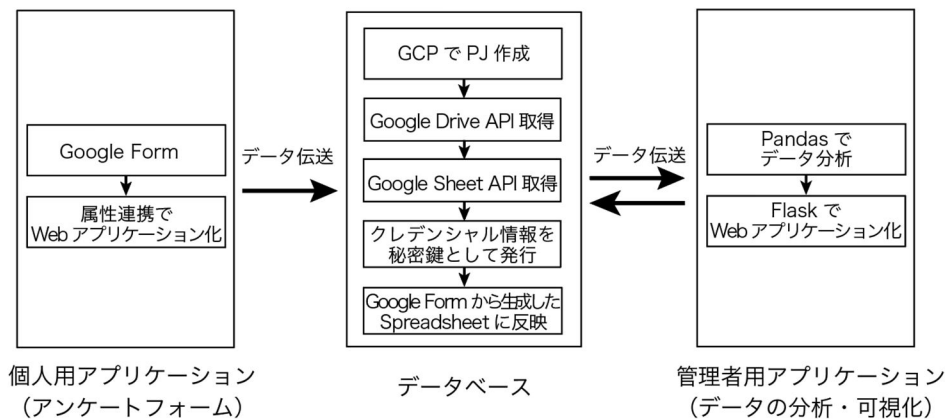 Google Form
属性連携で
Webアプリケーション化
個人用アプリケーション
（アンケートフォーム）
データ伝送
GCPでPJ作成
Google Drive API取得
Google Sheet API取得
クレデンシャル情報を
秘密鍵として発行
Google Formから生成した
Spreadsheetに反映
データベース
データ伝送
Pandasで
データ分析
Flaskで
Webアプリケーション化
管理者用アプリケーション
（データの分析・可視化）